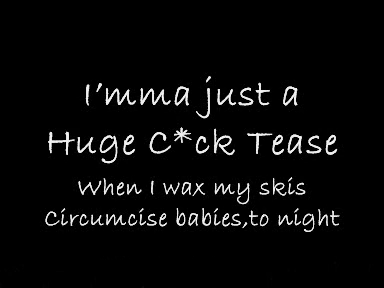 I'mma just a
Huge C*ck Tease
When I wax my skis
Circumcise babies,to night